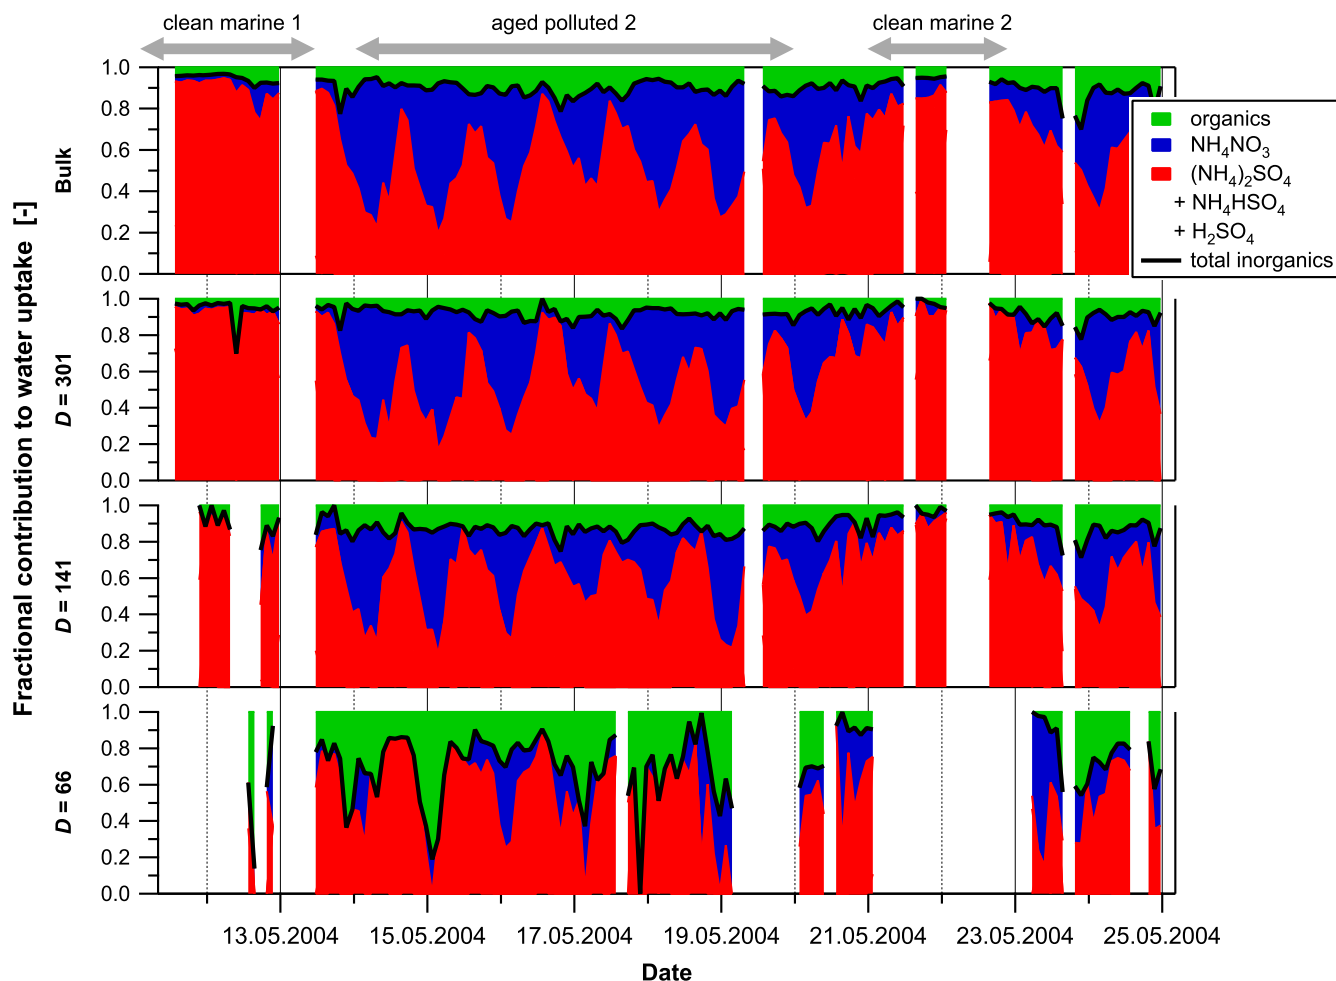 clean marine 1
aged polluted 2
clean marine 2
Fractional contribution to water uptake [-]
Bulk
1.0
0.8
0.6
0.4
0.2
0.0
organics
NH₄NO₃
(NH₄)₂SO₄
+ NH₄HSO₄
+ H₂SO₄
total inorganics
D = 301
1.0
0.8
0.6
0.4
0.2
0.0
D = 141
1.0
0.8
0.6
0.4
0.2
0.0
D = 66
1.0
0.8
0.6
0.4
0.2
0.0
13.05.2004
15.05.2004
17.05.2004
19.05.2004
21.05.2004
23.05.2004
25.05.2004
Date